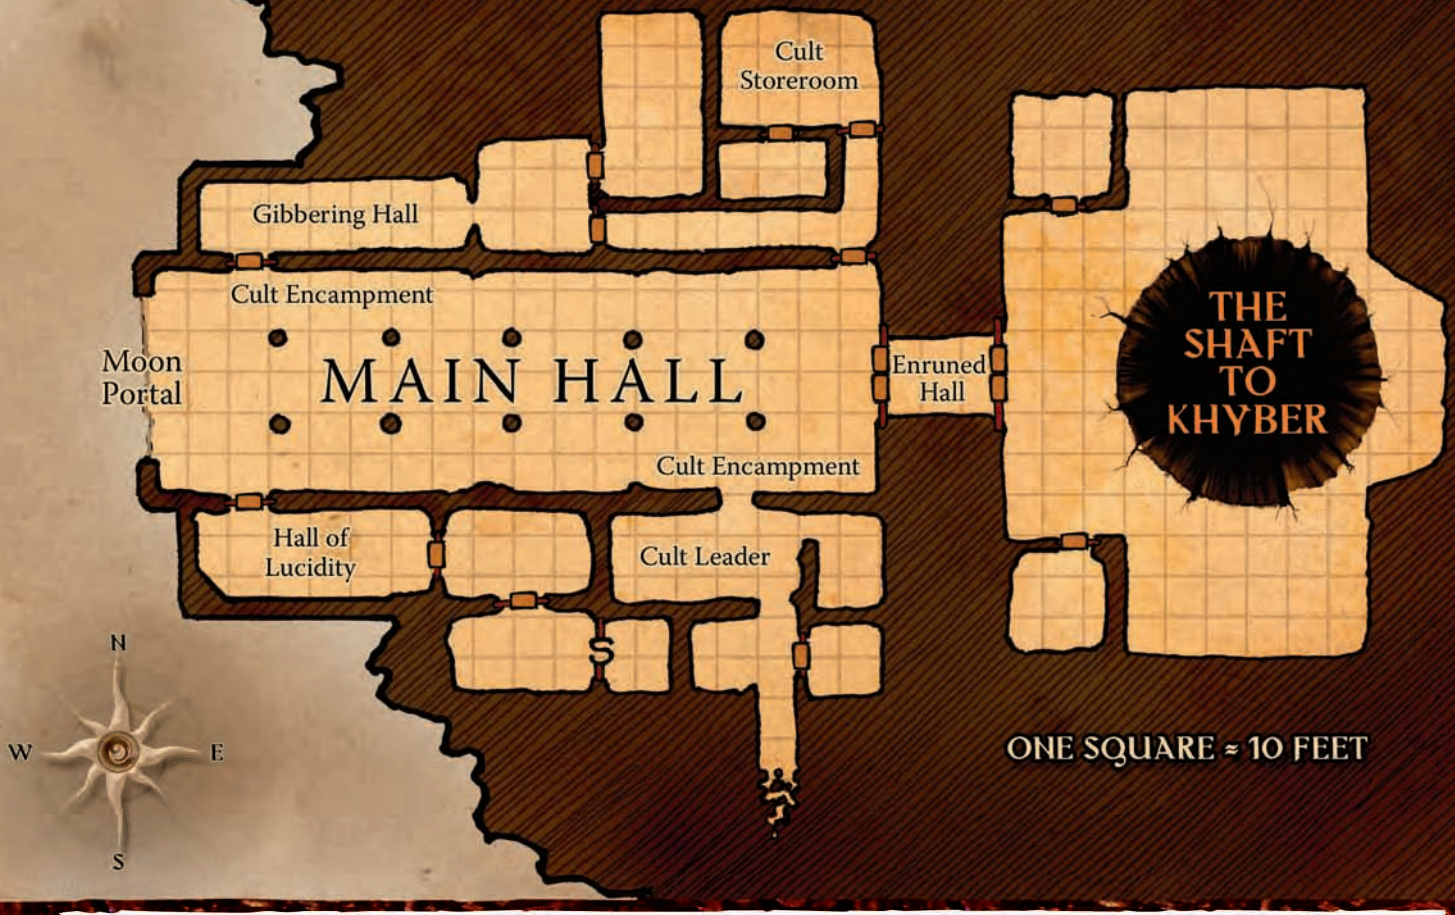 Cult
Storeroom
Gibbering Hall
Cult Encampment
Moon
Portal
MAIN HALL
Enruned
Hall
THE
SHAFT
TO
KHYBER
Cult Encampment
Hall of
Lucidity
Cult Leader
S
N
W
E
S
ONE SQUARE = 10 FEET